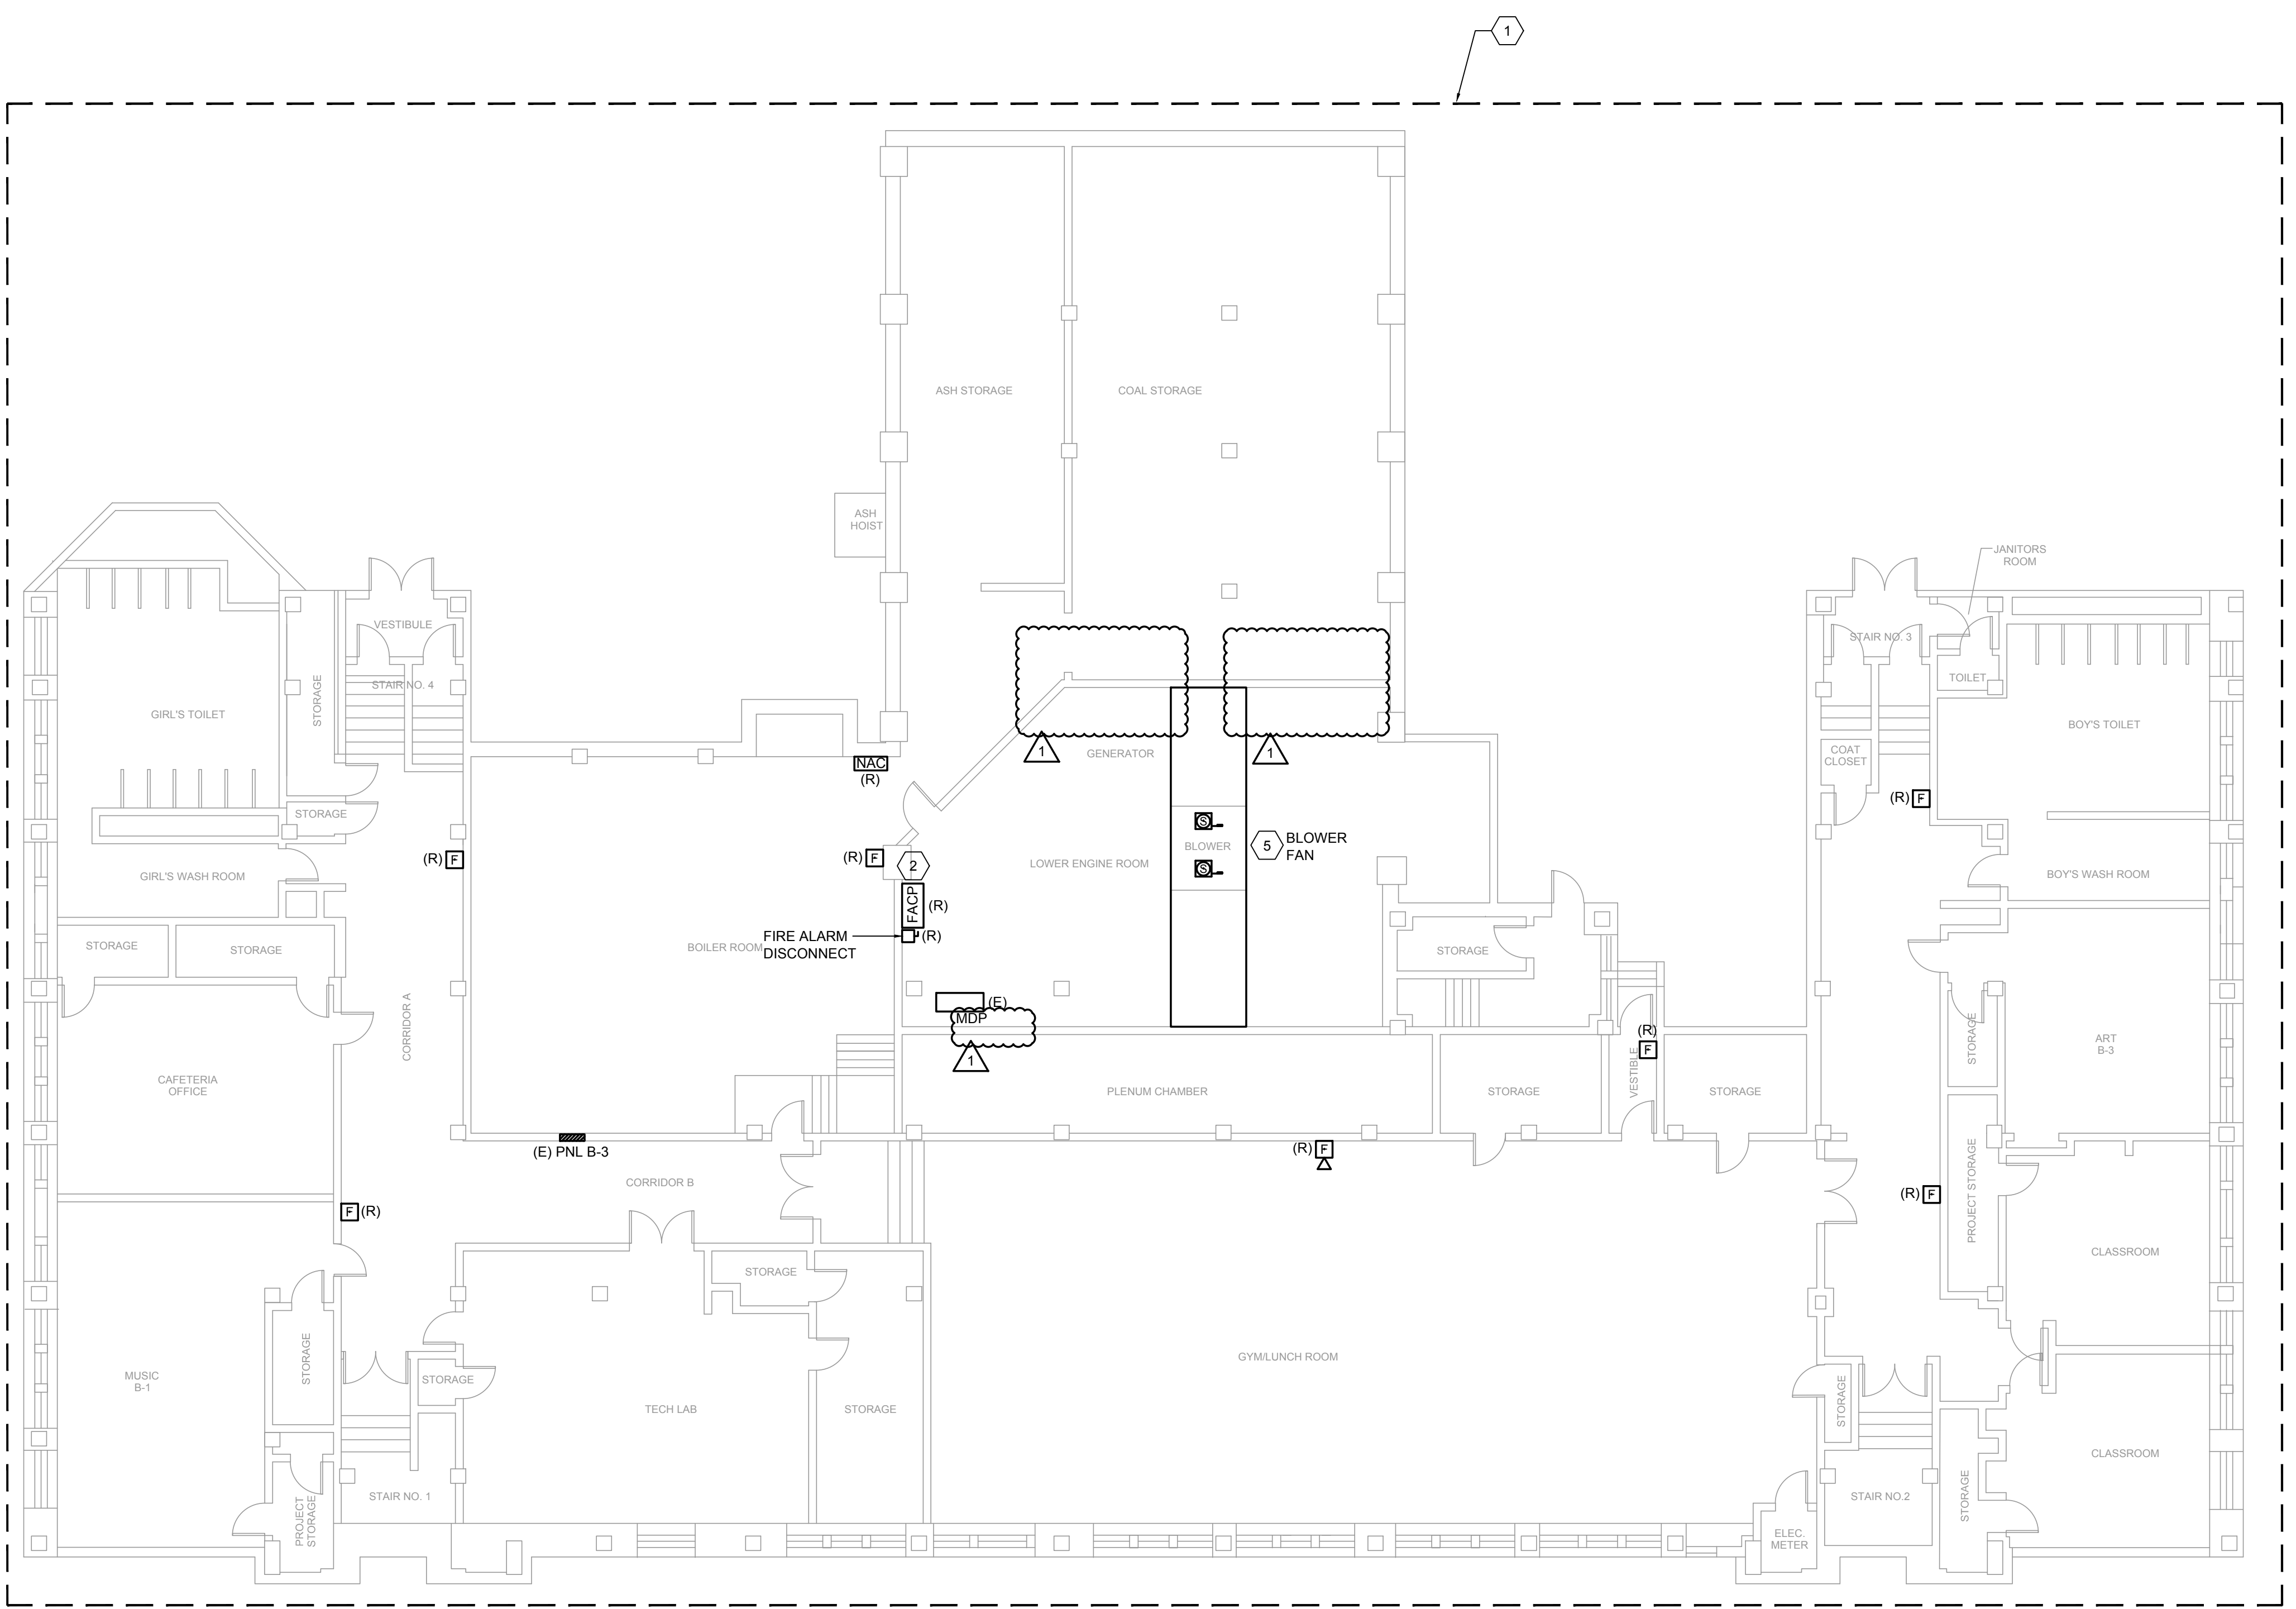 1
ASH STORAGE
COAL STORAGE
ASH
HOIST
JANITORS
ROOM
VESTIBULE
STAIR NO. 3
STAIR NO. 4
TOILET
STORAGE
GIRL'S TOILET
BOY'S TOILET
1
1
GENERATOR
COAT
CLOSET
NAC
(R)
(R) F
STORAGE
S
BLOWER
S
5
BLOWER
FAN
(R) F
(R) F
2
LOWER ENGINE ROOM
GIRL'S WASH ROOM
BOY'S WASH ROOM
FACP
(R)
FIRE ALARM
DISCONNECT
(R)
BOILER ROOM
STORAGE
STORAGE
STORAGE
(E)
MDP
1
CORRIDOR A
(R)
F
VESTIBLE
STORAGE
ART
B-3
CAFETERIA
OFFICE
PLENUM CHAMBER
STORAGE
STORAGE
(E) PNL B-3
(R) F
CORRIDOR B
F (R)
(R) F
PROJECT STORAGE
CLASSROOM
STORAGE
GYM/LUNCH ROOM
STORAGE
MUSIC
B-1
STORAGE
TECH LAB
STORAGE
STORAGE
CLASSROOM
STAIR NO. 1
STAIR NO.2
STORAGE
PROJECT
STORAGE
ELEC.
METER